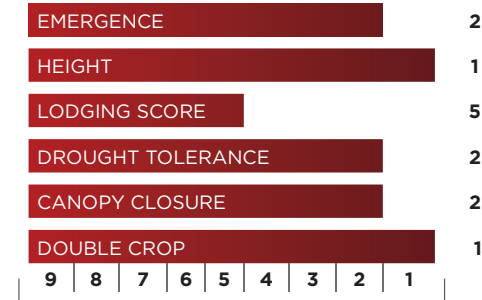 EMERGENCE 2
HEIGHT 1
LODGING SCORE 5
DROUGHT TOLERANCE 2
CANOPY CLOSURE 2
DOUBLE CROP 1
9 8 7 6 5 4 3 2 1